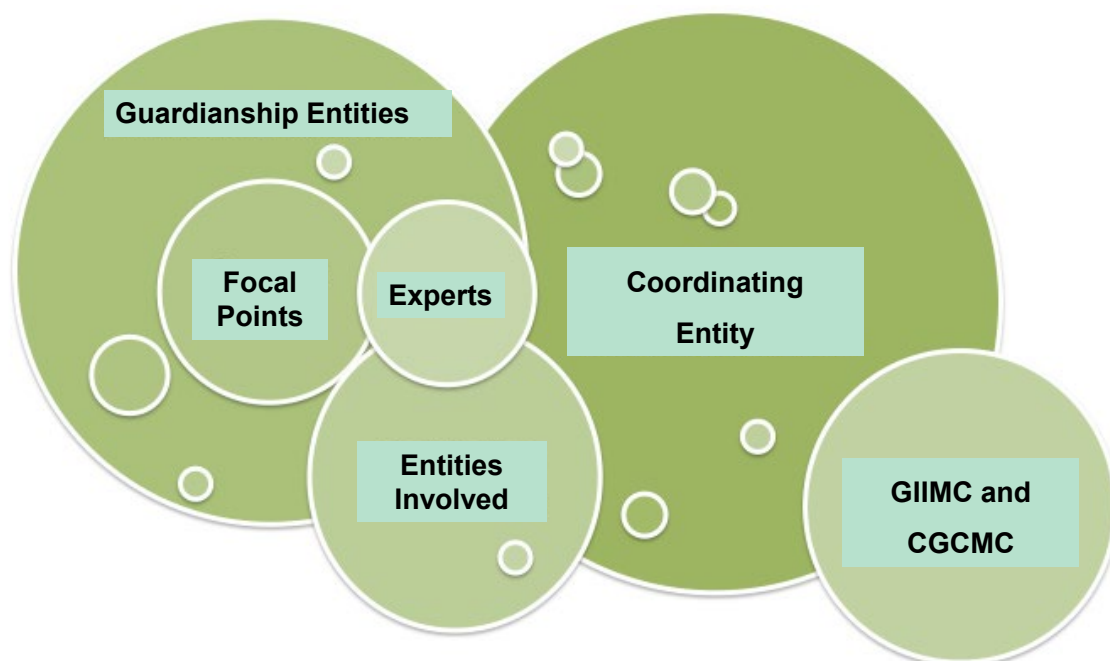 Guardianship Entities
Focal
Points
Experts
Coordinating
Entity
Entities
Involved
GIIMC and
CGCMC